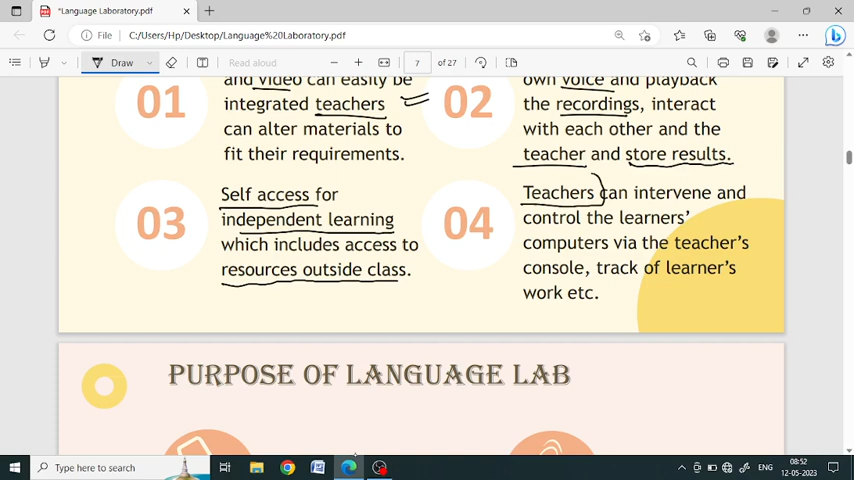 *Language Laboratory.pdf
File
C:/Users/Hp/Desktop/Language%20Laboratory.pdf
Draw
Read aloud
7
of 27
01
and video can easily be
integrated teachers
can alter materials to
fit their requirements.
02
own voice and playback
the recordings, interact
with each other and the
teacher and store results.
03
Self access for
independent learning
which includes access to
resources outside class.
04
Teachers can intervene and
control the learners'
computers via the teacher's
console, track of learner's
work etc.
PURPOSE OF LANGUAGE LAB
Type here to search
ENG
08:52
12-05-2023